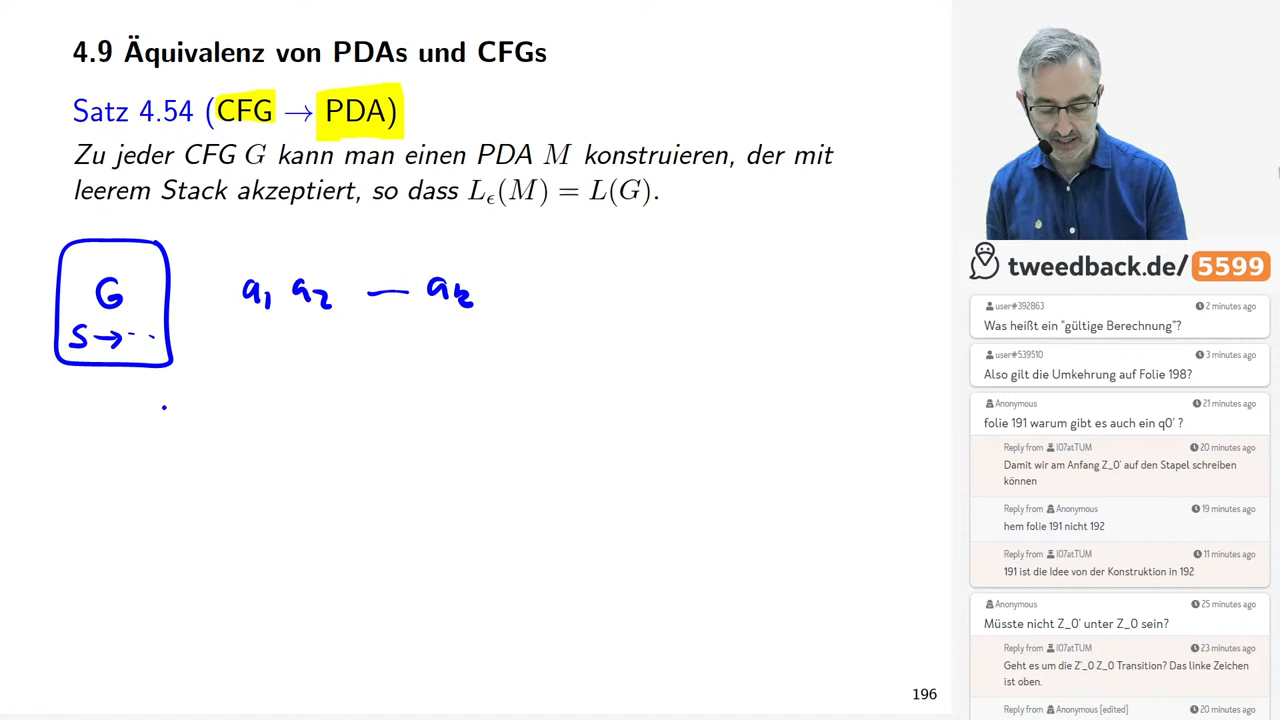 4.9 Äquivalenz von PDAs und CFGs
Satz 4.54 (CFG → PDA)
Zu jeder CFG G kann man einen PDA M konstruieren, der mit
leerem Stack akzeptiert, so dass Lϵ(M) = L(G).
G
S → ···
a₁ a₂ — aₖ
196
tweedback.de/ 5599
user#392863 2 minutes ago
Was heißt ein "gültige Berechnung"?
user#539510 3 minutes ago
Also gilt die Umkehrung auf Folie 198?
Anonymous 21 minutes ago
folie 191 warum gibt es auch ein q0' ?
Reply from I07atTUM 20 minutes ago
Damit wir am Anfang Z_0' auf den Stapel schreiben
können
Reply from Anonymous 19 minutes ago
hem folie 191 nicht 192
Reply from I07atTUM 11 minutes ago
191 ist die Idee von der Konstruktion in 192
Anonymous 25 minutes ago
Müsste nicht Z_0' unter Z_0 sein?
Reply from I07atTUM 23 minutes ago
Geht es um die Z'_0 Z_0 Transition? Das linke Zeichen
ist oben.
Reply from Anonymous [edited] 20 minutes ago